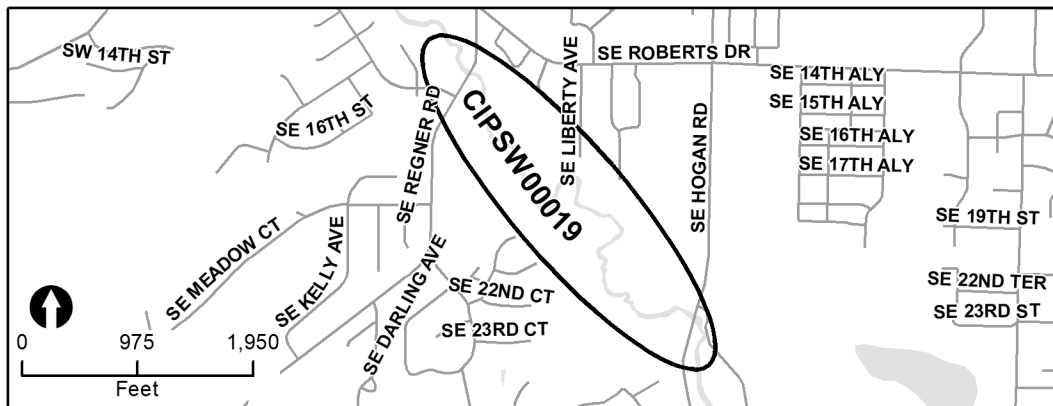 SW 14TH ST
SE ROBERTS DR
SE 14TH ALY
SE 15TH ALY
SE 16TH ALY
SE 17TH ALY
SE 16TH ST
SE REGNER RD
CIPSW00019
SE LIBERTY AVE
SE HOGAN RD
SE 19TH ST
SE MEADOW CT
SE KELLY AVE
SE DARLING AVE
SE 22ND CT
SE 23RD CT
SE 22ND TER
SE 23RD ST
0 975 1,950
Feet